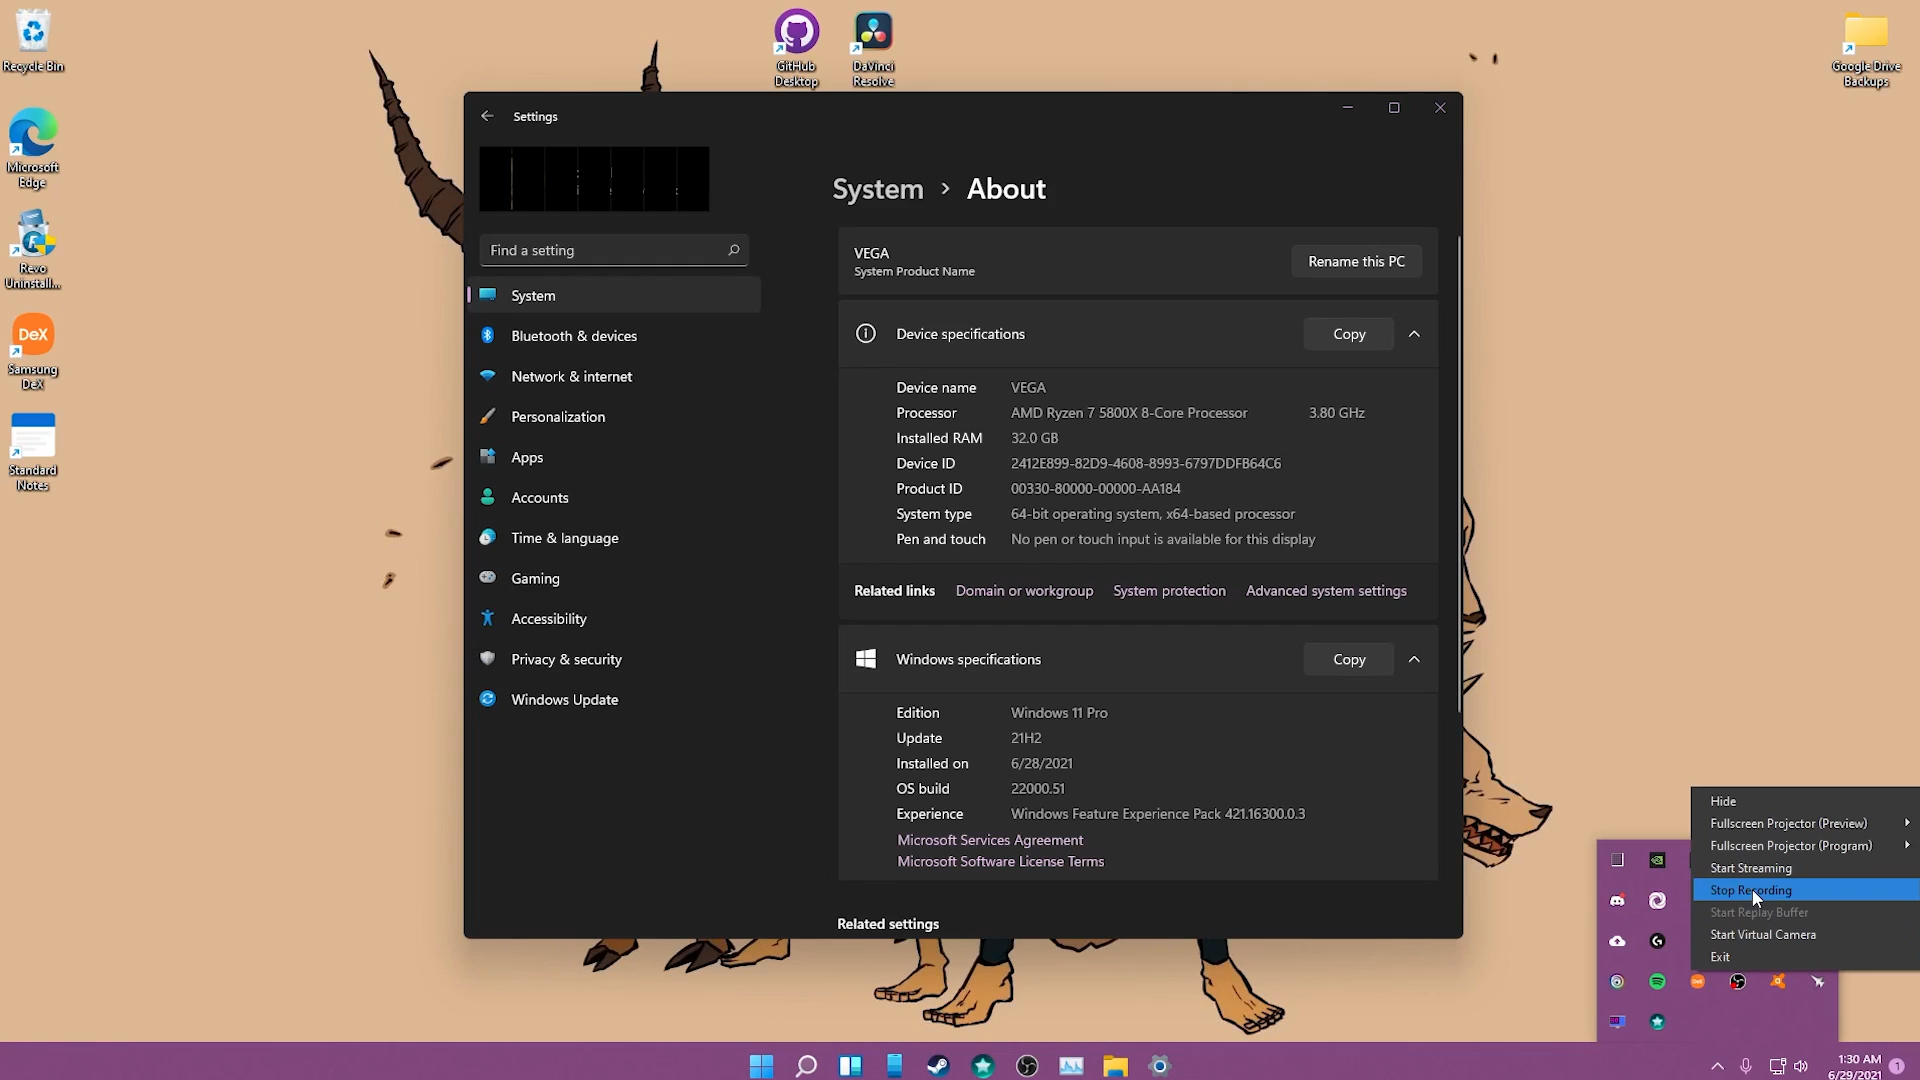 Recycle Bin
Microsoft
Edge
Revo
Uninstall...
DeX
Samsung
DeX
Standard
Notes
GitHub
Desktop
DaVinci
Resolve
Google Drive
Backups
Settings
Find a setting
System
Bluetooth & devices
Network & internet
Personalization
Apps
Accounts
Time & language
Gaming
Accessibility
Privacy & security
Windows Update
System › About
VEGA
System Product Name
Rename this PC
Device specifications Copy
Device name VEGA
Processor AMD Ryzen 7 5800X 8-Core Processor 3.80 GHz
Installed RAM 32.0 GB
Device ID 2412E899-82D9-4608-8993-6797DDFB64C6
Product ID 00330-80000-00000-AA184
System type 64-bit operating system, x64-based processor
Pen and touch No pen or touch input is available for this display
Related links Domain or workgroup System protection Advanced system settings
Windows specifications Copy
Edition Windows 11 Pro
Update 21H2
Installed on 6/28/2021
OS build 22000.51
Experience Windows Feature Experience Pack 421.16300.0.3
Microsoft Services Agreement
Microsoft Software License Terms
Related settings
Hide
Fullscreen Projector (Preview)
Fullscreen Projector (Program)
Start Streaming
Stop Recording
Start Replay Buffer
Start Virtual Camera
Exit
1:30 AM
6/29/2021
1